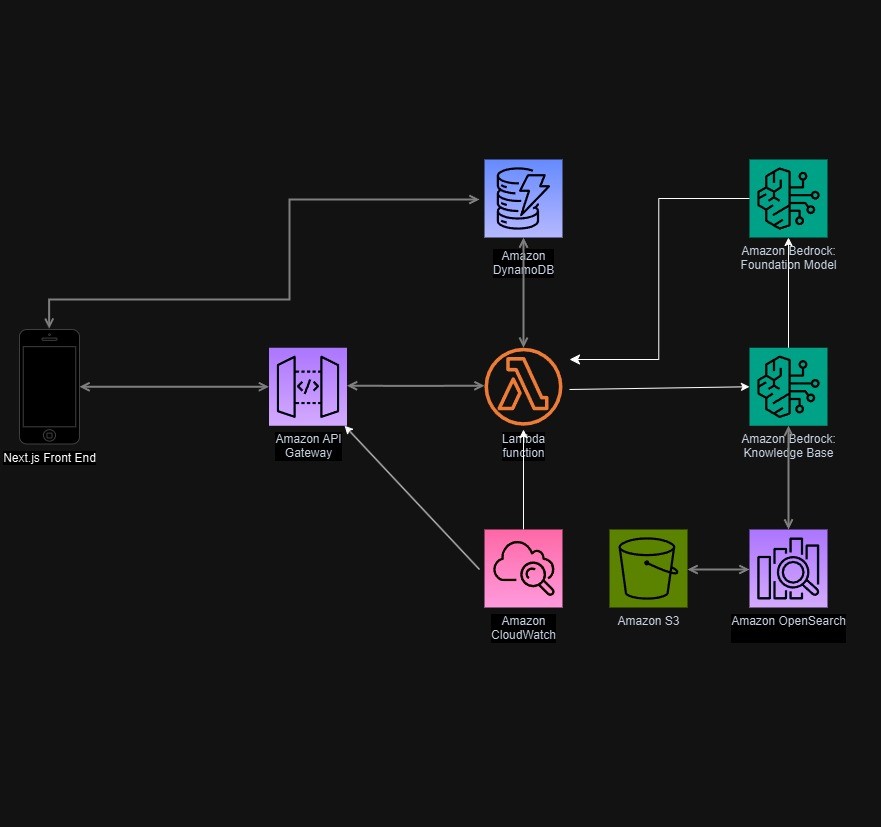 Amazon
DynamoDB
Amazon Bedrock:
Foundation Model
Next.js Front End
</>
Amazon API
Gateway
Lambda
function
Amazon Bedrock:
Knowledge Base
Amazon
CloudWatch
Amazon S3
Amazon OpenSearch